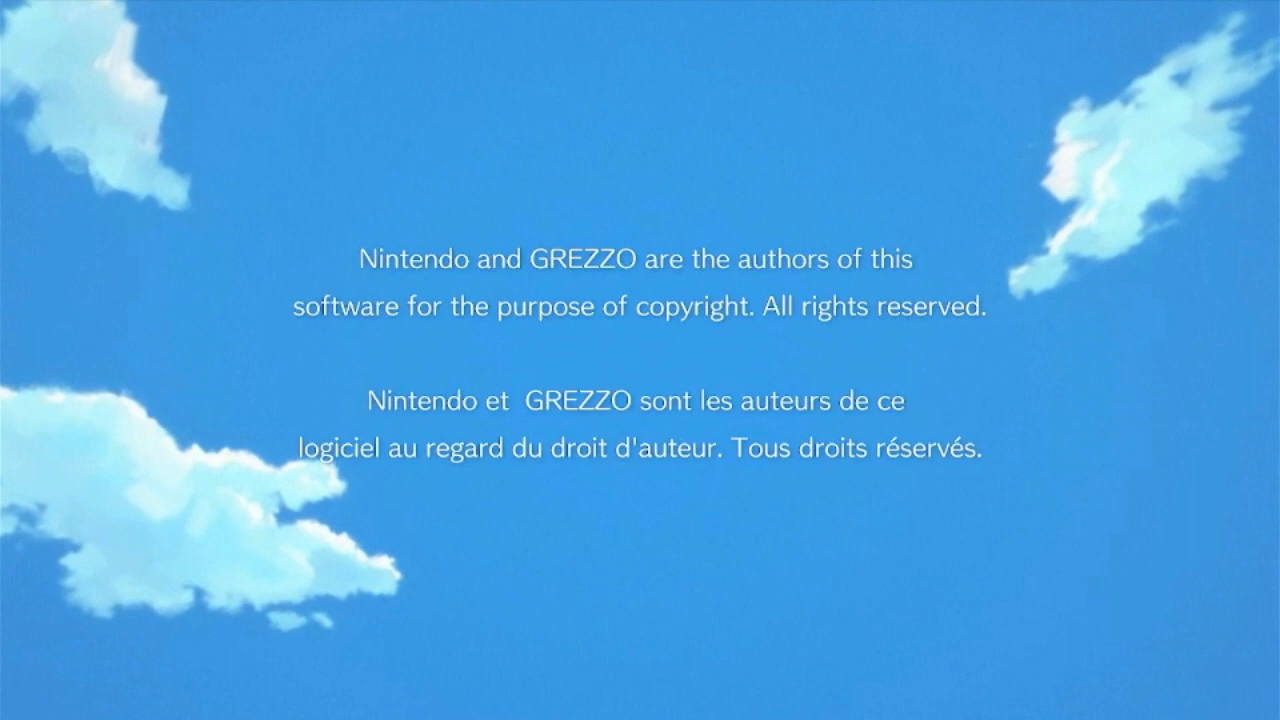 Nintendo and GREZZO are the authors of this
software for the purpose of copyright. All rights reserved.
Nintendo et  GREZZO sont les auteurs de ce
logiciel au regard du droit d'auteur. Tous droits réservés.